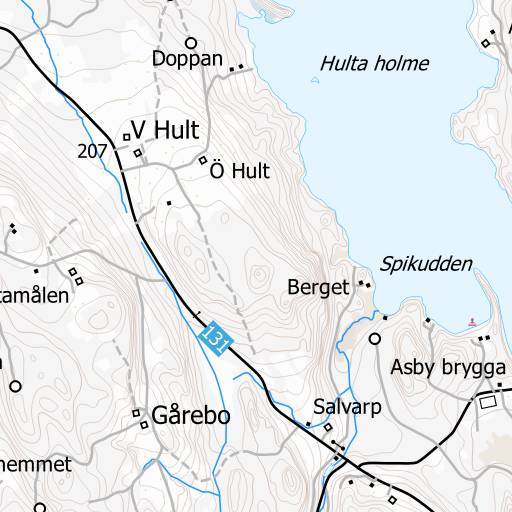 Doppan
Hulta holme
V Hult
207
Ö Hult
Spikudden
Berget
tamålen
131
Asby brygga
Salvarp
Gårebo
hemmet